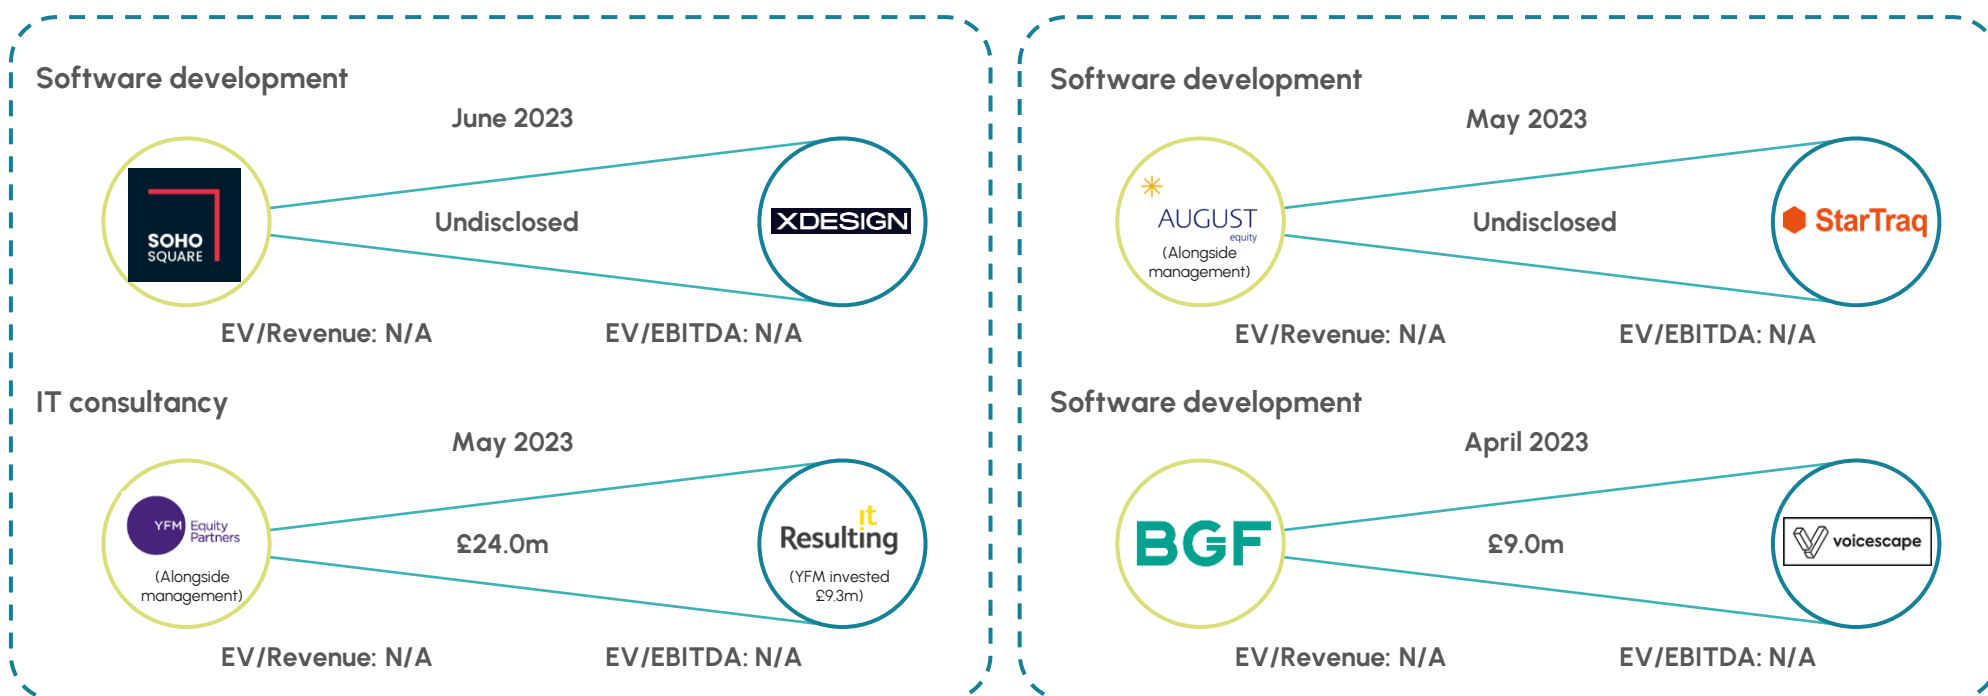 Software development
June 2023
SOHO
SQUARE
Undisclosed
XDESIGN
EV/Revenue: N/A
EV/EBITDA: N/A
IT consultancy
May 2023
YFM Equity
Partners
(Alongside
management)
£24.0m
it
Resulting
(YFM invested
£9.3m)
EV/Revenue: N/A
EV/EBITDA: N/A
Software development
May 2023
AUGUST
equity
(Alongside
management)
Undisclosed
StarTraq
EV/Revenue: N/A
EV/EBITDA: N/A
Software development
April 2023
BGF
£9.0m
voicescape
EV/Revenue: N/A
EV/EBITDA: N/A